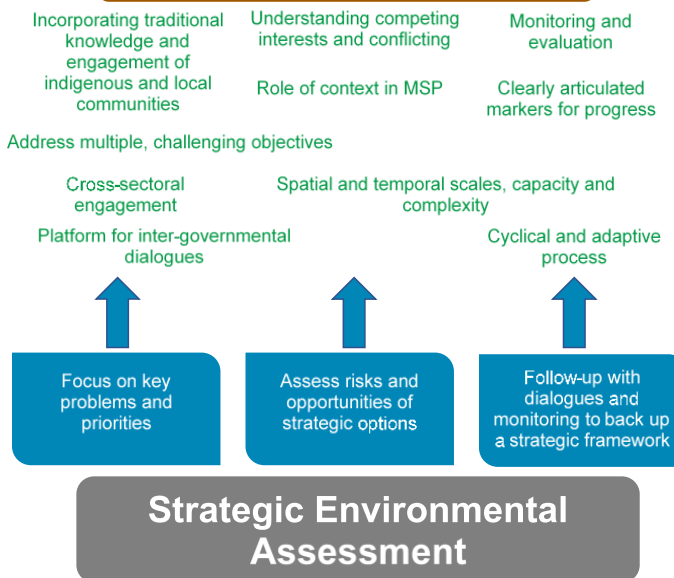 Incorporating traditional
knowledge and
engagement of
indigenous and local
communities
Understanding competing
interests and conflicting
Role of context in MSP
Monitoring and
evaluation
Clearly articulated
markers for progress
Address multiple, challenging objectives
Cross-sectoral
engagement
Spatial and temporal scales, capacity and
complexity
Platform for inter-governmental
dialogues
Cyclical and adaptive
process
Focus on key
problems and
priorities
Assess risks and
opportunities of
strategic options
Follow-up with
dialogues and
monitoring to back up
a strategic framework
Strategic Environmental
Assessment